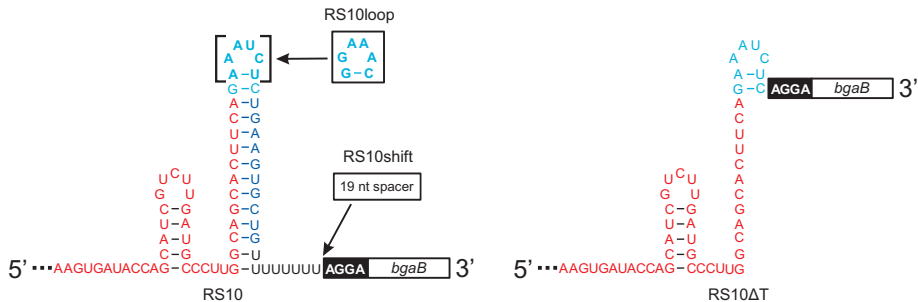 RS10loop
A U
A C
A
A–U
A A
G A
G C
G
G–C
A–U
C–G
U–A
U–A
C–G
A–U
C–G
G–C
A–U
C–G
G–U
C
U U
G U
C–G
U–A
A–U
C–G
RS10shift
19 nt spacer
5’ AAGUGAUACCAG CCCUUG UUUUUUU AGGA bgaB 3’
RS10
A U
A C
A U
G–C AGGA bgaB 3’
A
C
U
U
C
A
C
G
A
C
G
C
U U
G U
C–G
U–A
A–U
C–G
5’ AAGUGAUACCAG CCCUUG
RS10ΔT